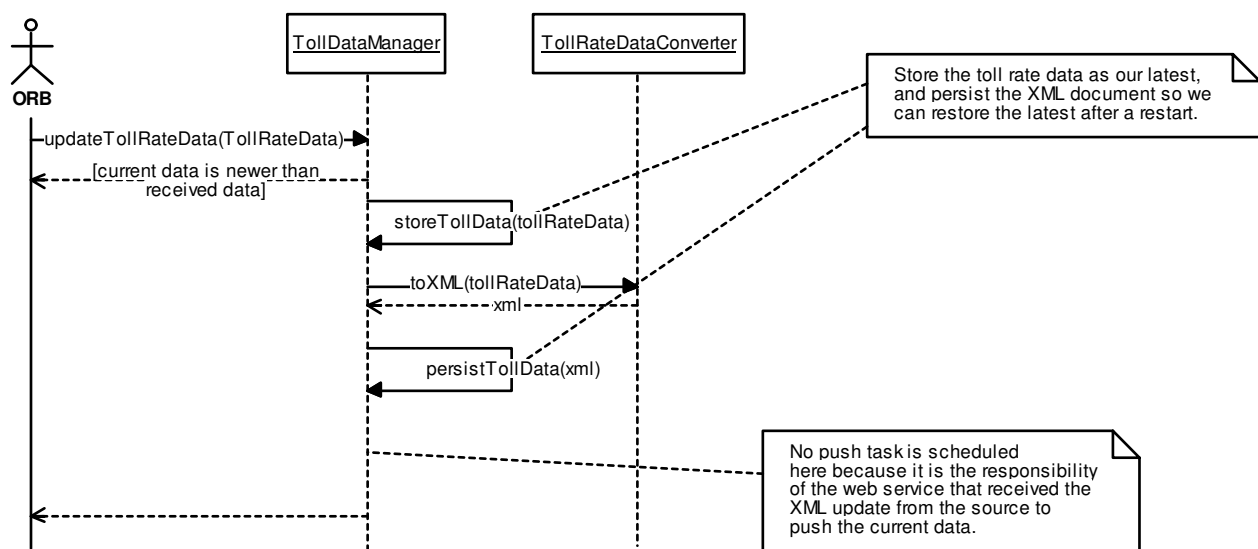 TollDataManager
TollRateDataConverter
ORB
Store the toll rate data as our latest,
and persist the XML document so we
can restore the latest after a restart.
updateTollRateData(TollRateData)
[current data is newer than
received data]
storeTollData(tollRateData)
toXML(tollRateData)
xml
persistTollData(xml)
No push task is scheduled
here because it is the responsibility
of the web service that received the
XML update from the source to
push the current data.